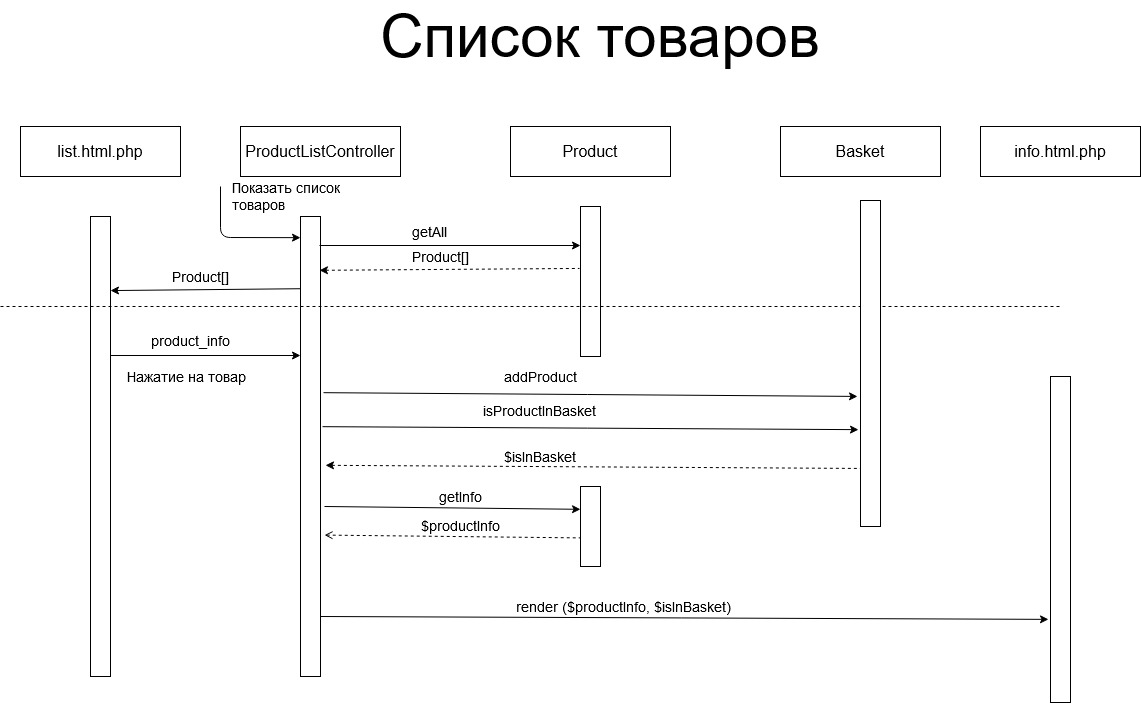 Список товаров
list.html.php
ProductListController
Product
Basket
info.html.php
Показать список
товаров
getAll
Product[]
Product[]
product_info
Нажатие на товар
addProduct
isProductInBasket
$isInBasket
getInfo
$productInfo
render ($productInfo, $isInBasket)